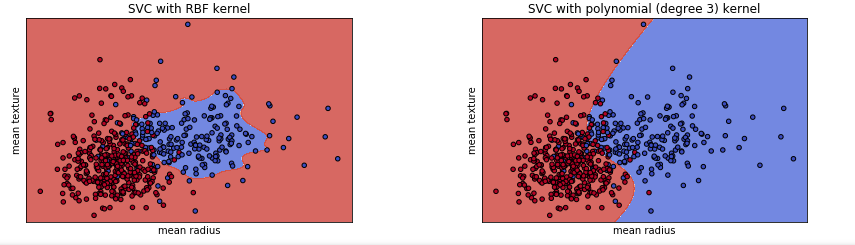 SVC with RBF kernel
mean texture
mean radius
SVC with polynomial (degree 3) kernel
mean texture
mean radius